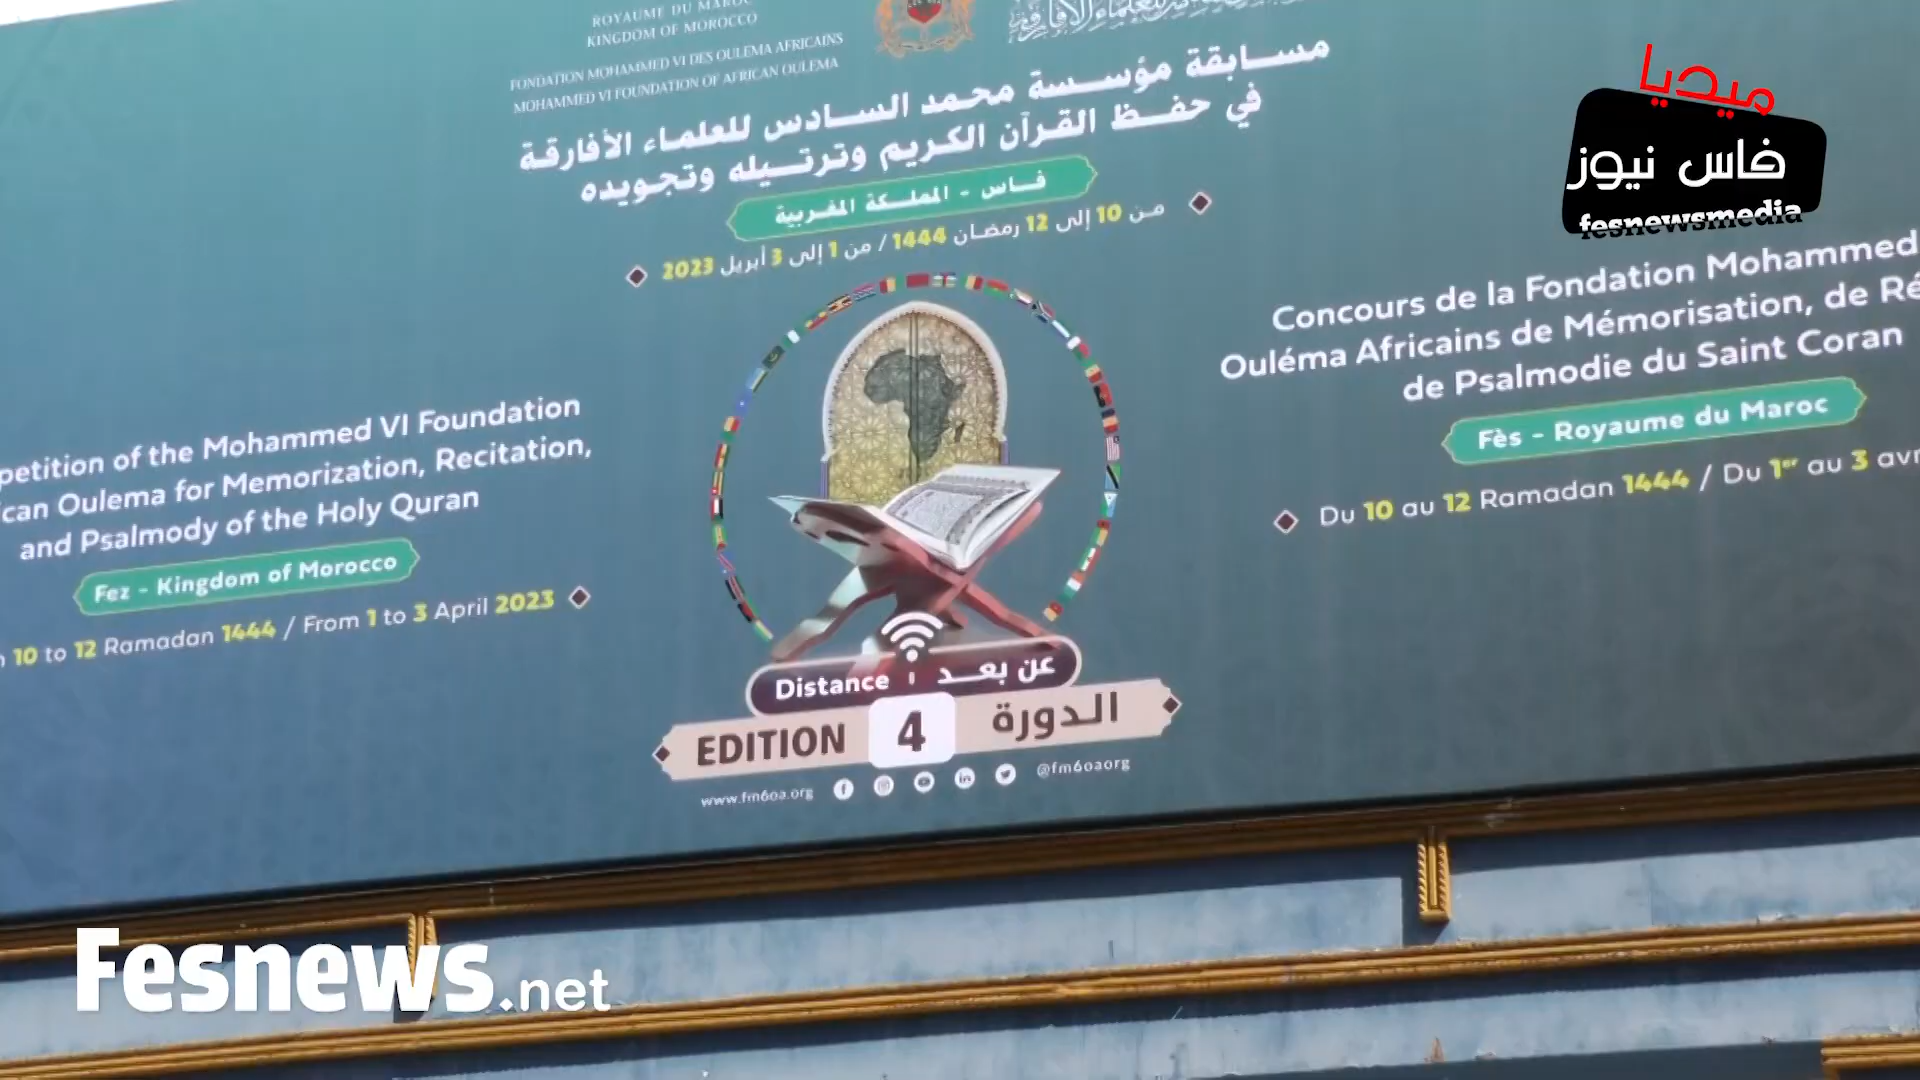 ROYAUME DU MAROC
KINGDOM OF MOROCCO
FONDATION MOHAMMED VI DES OULEMA AFRICAINS
MOHAMMED VI FOUNDATION OF AFRICAN OULEMA
مسابقة مؤسسة محمد السادس للعلماء الأفارقة
في حفظ القرآن الكريم وترتيله وتجويده
فاس - المملكة المغربية
من 10 إلى 12 رمضان 1444 / من 1 إلى 3 أبريل 2023
petition of the Mohammed VI Foundation
can Oulema for Memorization, Recitation,
and Psalmody of the Holy Quran
Fez - Kingdom of Morocco
10 to 12 Ramadan 1444 / From 1 to 3 April 2023
Concours de la Fondation Mohammed
Ouléma Africains de Mémorisation, de Ré
de Psalmodie du Saint Coran
Fès - Royaume du Maroc
Du 10 au 12 Ramadan 1444 / Du 1er au 3 avr
Distance عن بعد
EDITION 4 الدورة
www.fm6oa.org @fm6oaorg
ميديا
فاس نيوز
fesnewsmedia
Fesnews.net